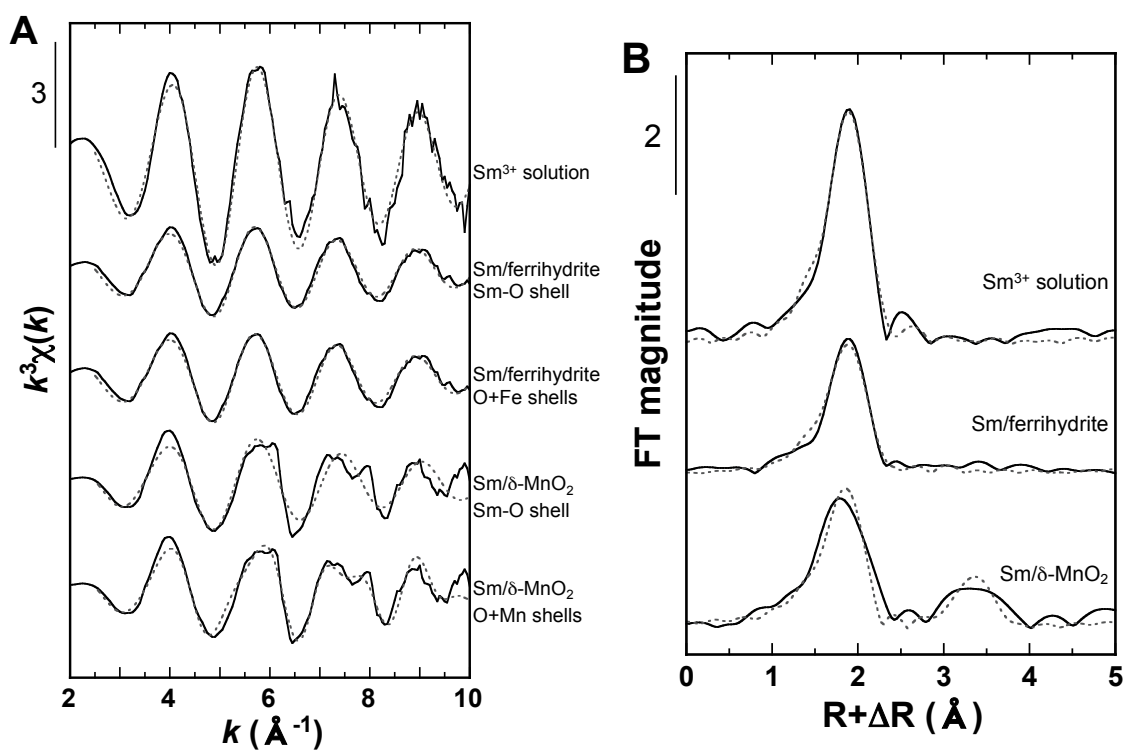 A
3
k³χ(k)
Sm³⁺ solution
Sm/ferrihydrite
Sm-O shell
Sm/ferrihydrite
O+Fe shells
Sm/δ-MnO₂
Sm-O shell
Sm/δ-MnO₂
O+Mn shells
2 4 6 8 10
k (Å⁻¹)
B
2
FT magnitude
Sm³⁺ solution
Sm/ferrihydrite
Sm/δ-MnO₂
0 1 2 3 4 5
R+ΔR (Å)